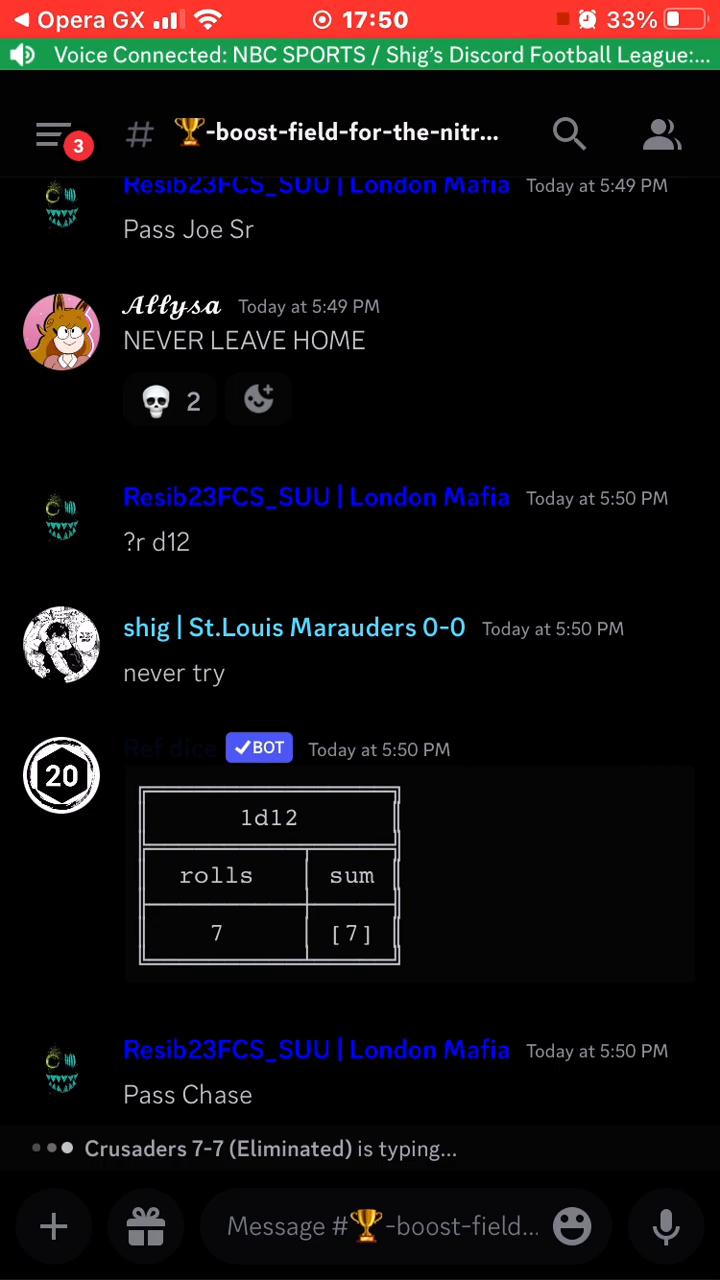 Opera GX
17:50
33%
Voice Connected: NBC SPORTS / Shig's Discord Football League:...
3
# 🏆-boost-field-for-the-nitr...
Resib23FCS_SUU | London Mafia Today at 5:49 PM
Pass Joe Sr
𝓐𝓵𝓵𝔂𝓼𝓪 Today at 5:49 PM
NEVER LEAVE HOME
💀 2
Resib23FCS_SUU | London Mafia Today at 5:50 PM
?r d12
shig | St.Louis Marauders 0-0 Today at 5:50 PM
never try
20
Ref dice ✓BOT Today at 5:50 PM
1d12
rolls sum
7 [7]
Resib23FCS_SUU | London Mafia Today at 5:50 PM
Pass Chase
Crusaders 7-7 (Eliminated) is typing...
Message #🏆-boost-field...